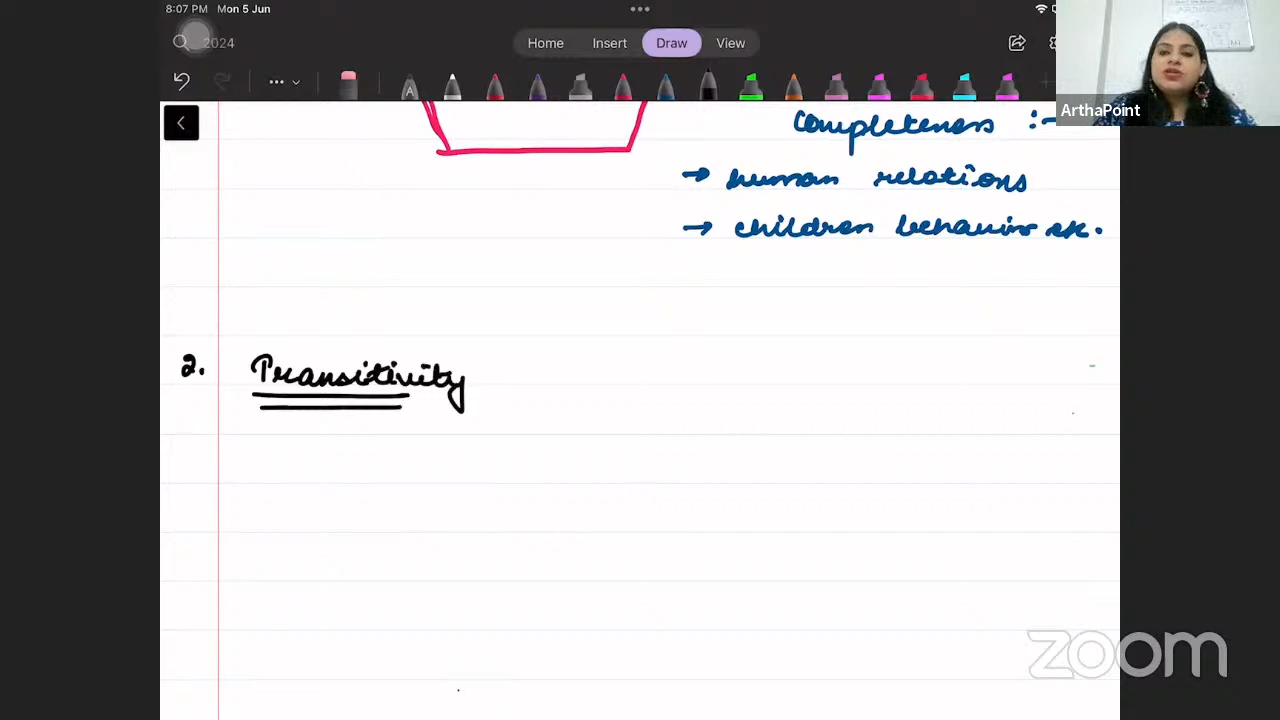 8:07 PM Mon 5 Jun
2024
Home Insert Draw View
A
ArthaPoint
Completeness :-
→ human relations
→ children behavior etc.
2. Transitivity
zoom